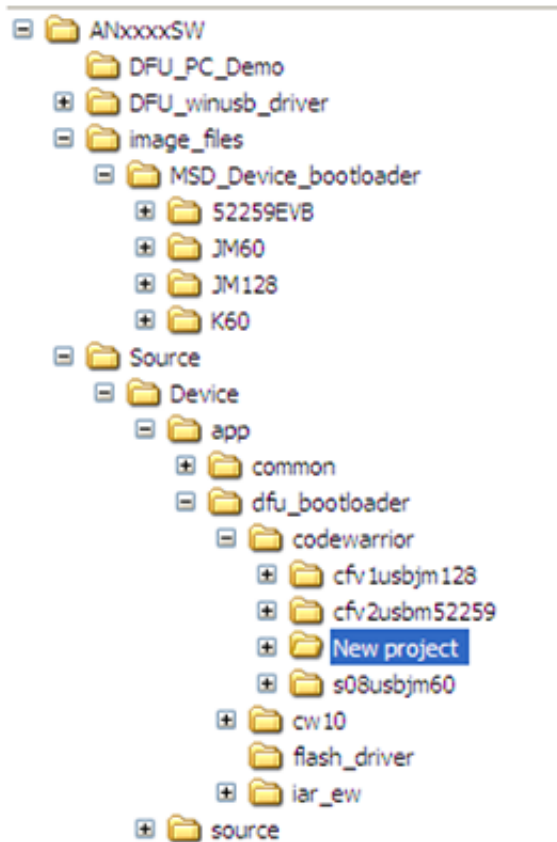 ANxxxxSW
DFU_PC_Demo
DFU_winusb_driver
image_files
MSD_Device_bootloader
52259EVB
JM60
JM128
K60
Source
Device
app
common
dfu_bootloader
codewarrior
cfv1usbjm128
cfv2usbm52259
New project
s08usbjm60
cw10
flash_driver
iar_ew
source